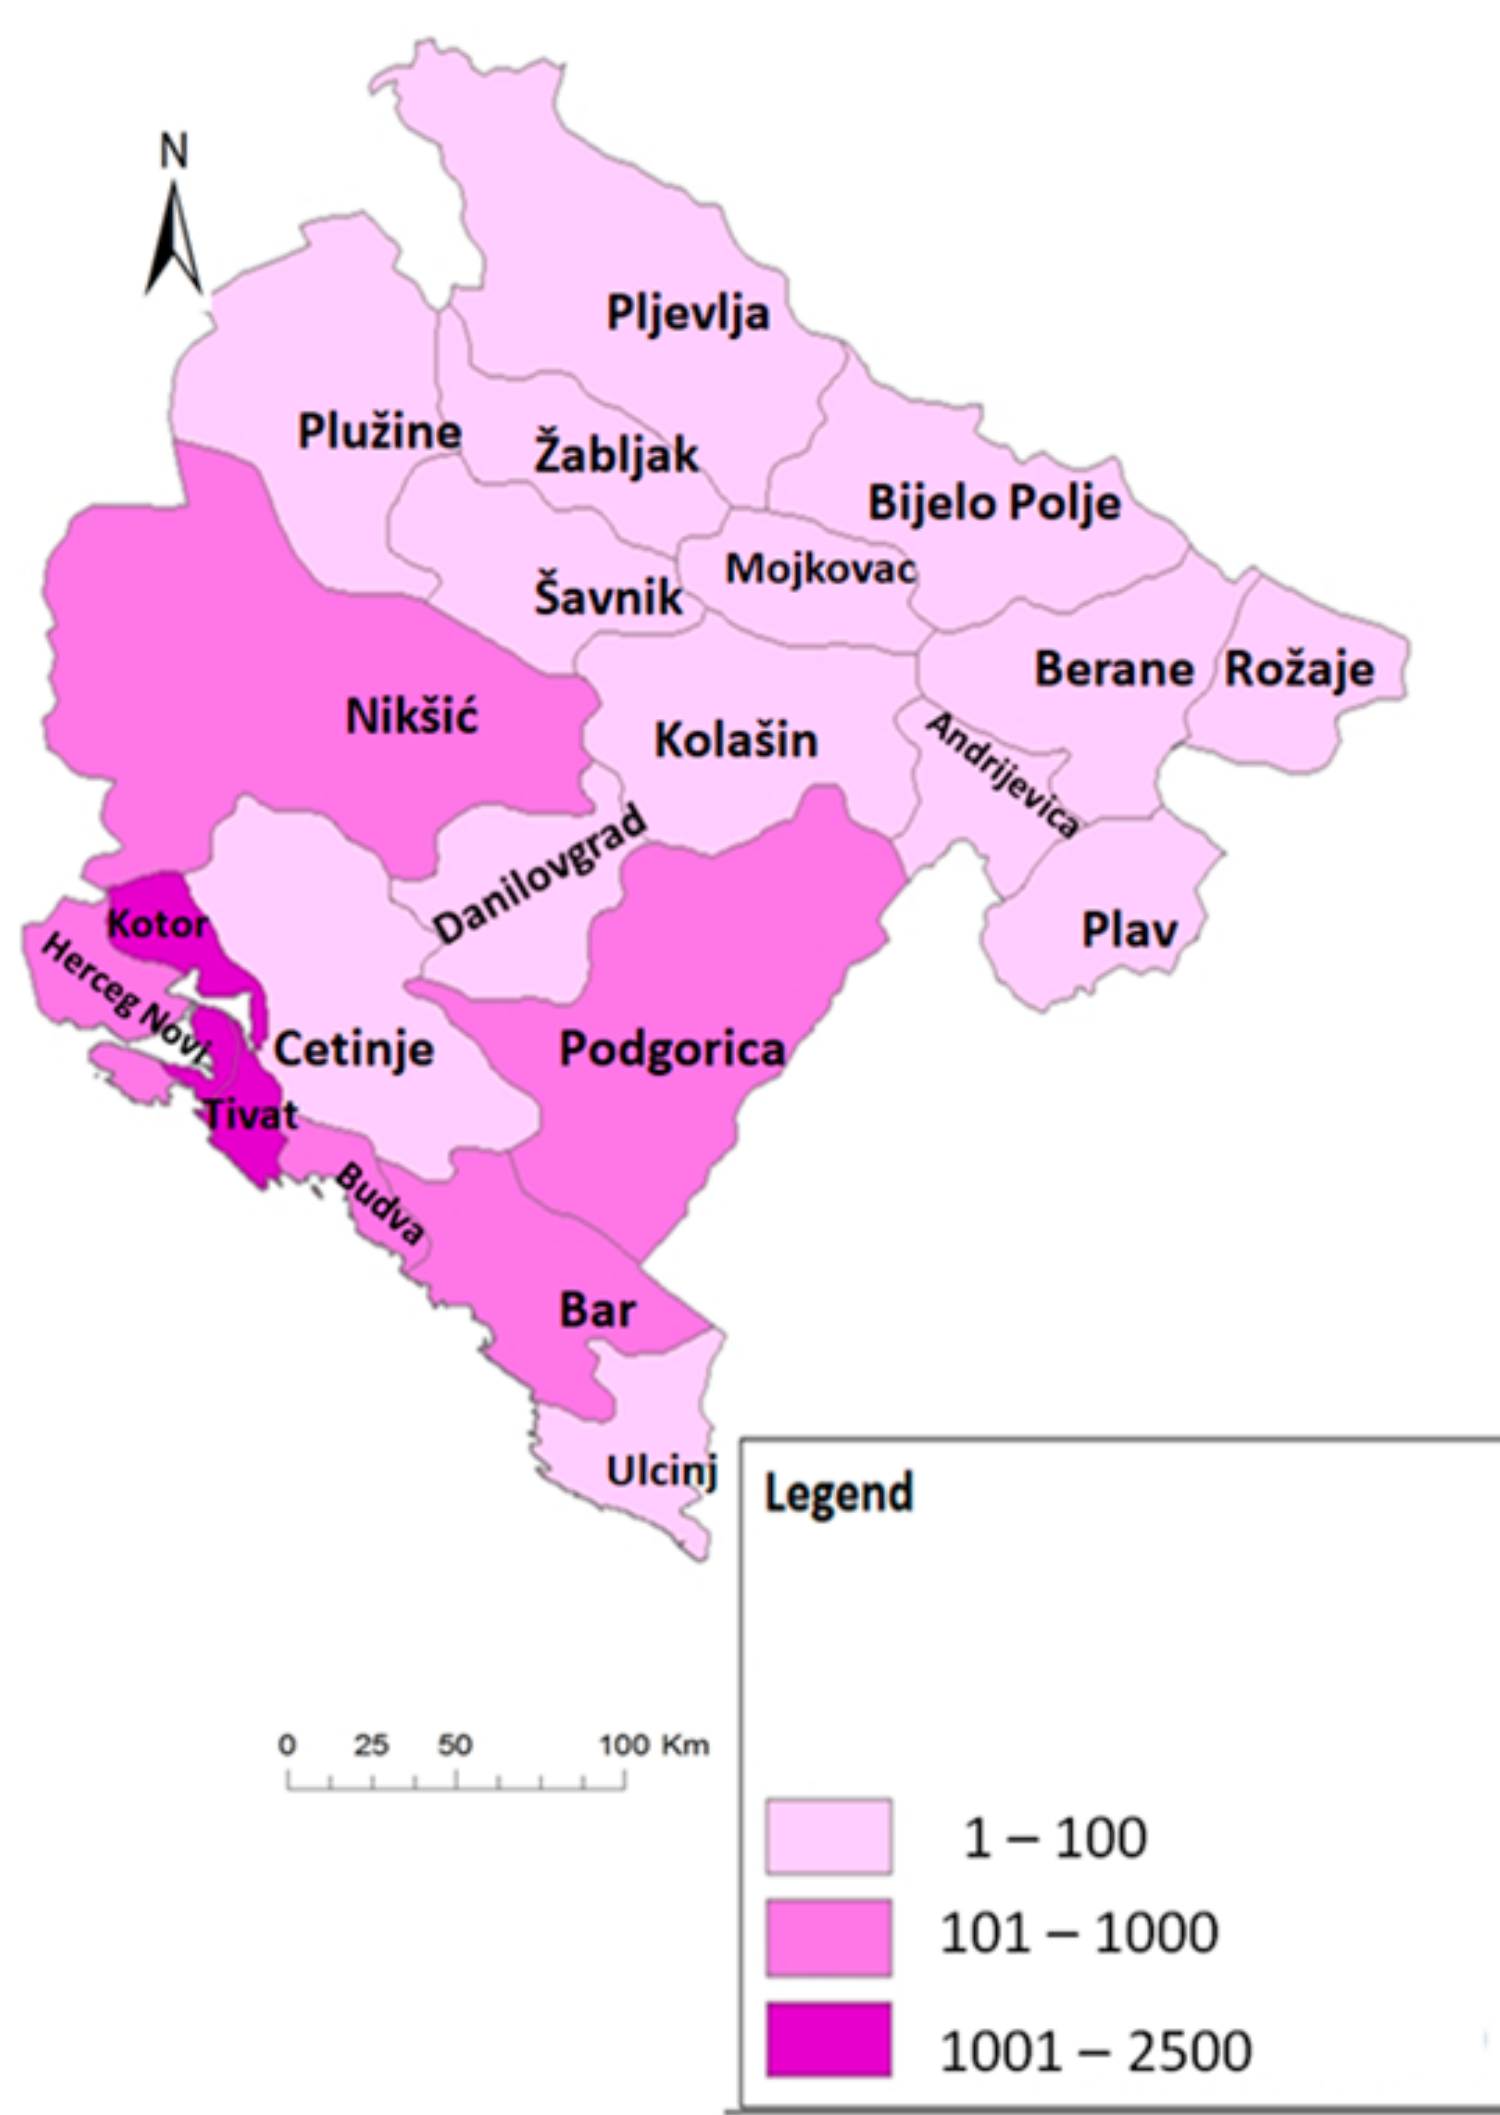 N
Pljevlja
Plužine
Žabljak
Bijelo Polje
Mojkovac
Šavnik
Berane
Rožaje
Nikšić
Kolašin
Andrijevica
Danilovgrad
Kotor
Plav
Herceg Novi
Cetinje
Podgorica
Tivat
Budva
Bar
Ulcinj
Legend
0 25 50 100 Km
1 – 100
101 – 1000
1001 – 2500